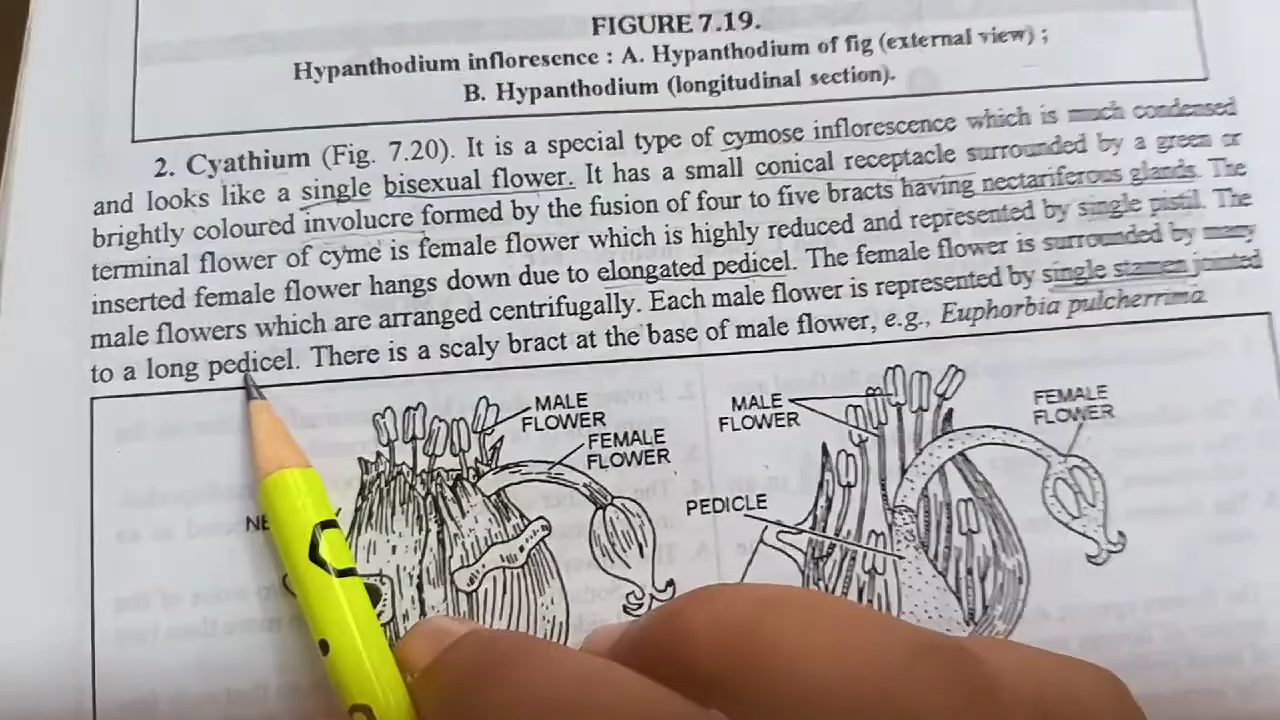 FIGURE 7.19.
Hypanthodium infloresence : A. Hypanthodium of fig (external view) ;
B. Hypanthodium (longitudinal section).
2. Cyathium (Fig. 7.20). It is a special type of cymose inflorescence which is much condensed
and looks like a single bisexual flower. It has a small conical receptacle surrounded by a green or
brightly coloured involucre formed by the fusion of four to five bracts having nectariferous glands. The
terminal flower of cyme is female flower which is highly reduced and represented by single pistil. The
inserted female flower hangs down due to elongated pedicel. The female flower is surrounded by many
male flowers which are arranged centrifugally. Each male flower is represented by single stamen jointed
to a long pedicel. There is a scaly bract at the base of male flower, e.g., Euphorbia pulcherrima
MALE
FLOWER
FEMALE
FLOWER
MALE
FLOWER
FEMALE
FLOWER
PEDICLE